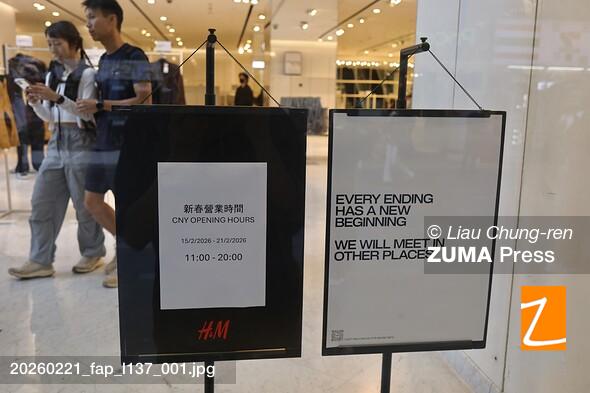 新春營業時間
CNY OPENING HOURS
15/2/2026 - 21/2/2026
11:00 - 20:00
H&M
EVERY ENDING
HAS A NEW
BEGINNING
WE WILL MEET IN
OTHER PLACES
© Liau Chung-ren
ZUMA Press
Z
20260221_fap_l137_001.jpg